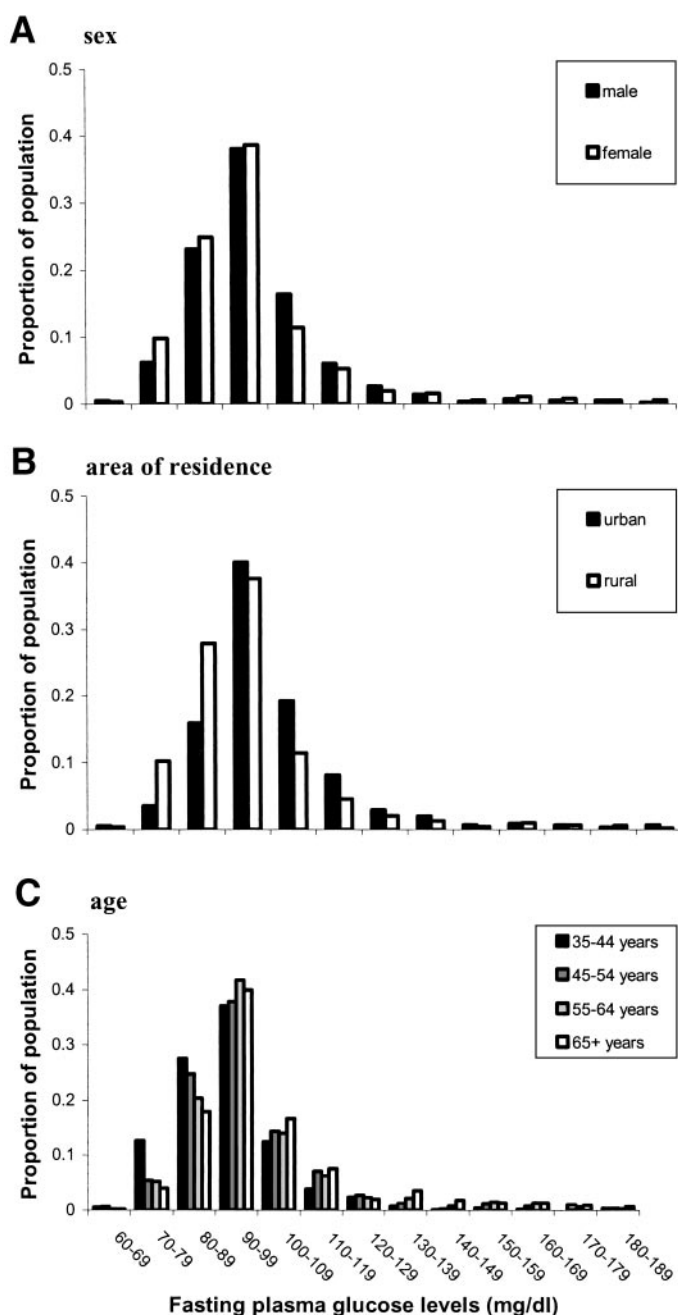 A
sex
0.5
0.4
0.3
0.2
0.1
0
Proportion of population
male
female
B
area of residence
0.5
0.4
0.3
0.2
0.1
0
Proportion of population
urban
rural
C
age
0.5
0.4
0.3
0.2
0.1
0
Proportion of population
35-44 years
45-54 years
55-64 years
65+ years
60-69
70-79
80-89
90-99
100-109
110-119
120-129
130-139
140-149
150-159
160-169
170-179
180-189
Fasting plasma glucose levels (mg/dl)